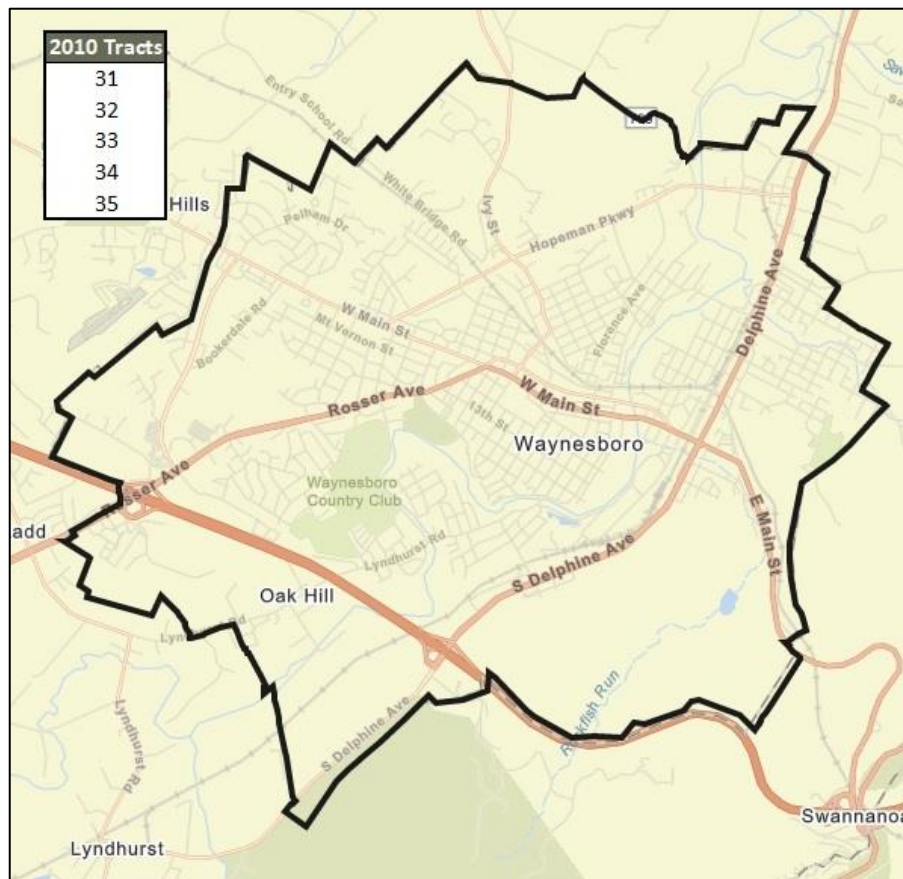 2010 Tracts
31
32
33
34
35
Hills
Entry School Rd
White Bridge Rd
Ivy St
Pelham Dr
Hopeman Pkwy
W Main St
Mt Vernon St
Bookerdale Rd
Florence Ave
Delphine Ave
Rosser Ave
W Main St
13th St
Waynesboro
Waynesboro
Country Club
Rosser Ave
add
Lyndhurst Rd
E Main St
S Delphine Ave
Oak Hill
Lyndhurst Rd
Rockfish Run
Lyndhurst Rd
S Delphine Ave
Swannanoa
Lyndhurst